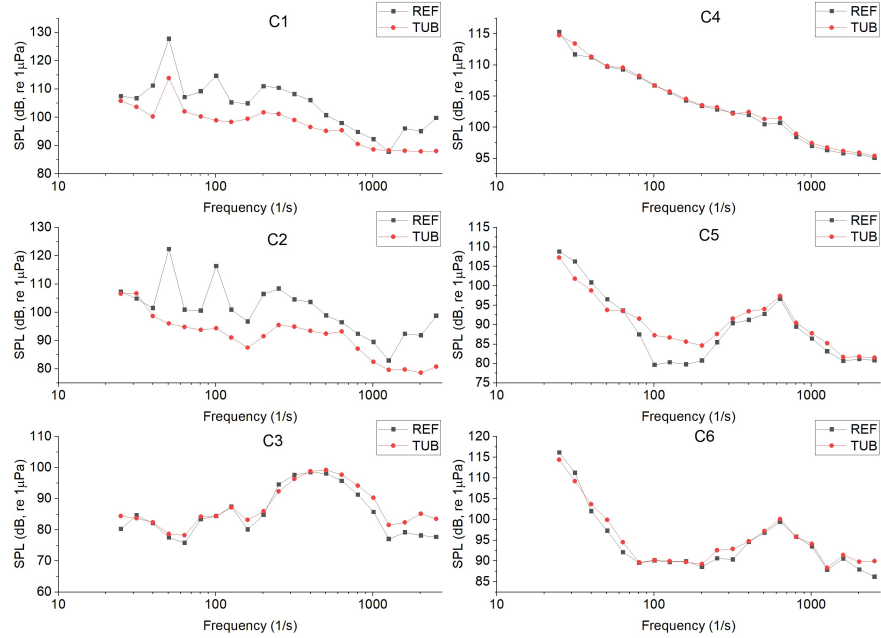 C1
REF
TUB
SPL (dB, re 1μPa)
130
120
110
100
90
80
10
100
1000
Frequency (1/s)
C4
REF
TUB
SPL (dB, re 1μPa)
115
110
105
100
95
10
100
1000
Frequency (1/s)
C2
REF
TUB
SPL (dB, re 1μPa)
130
120
110
100
90
80
10
100
1000
Frequency (1/s)
C5
REF
TUB
SPL (dB, re 1μPa)
115
110
105
100
95
90
85
80
75
10
100
1000
Frequency (1/s)
C3
REF
TUB
SPL (dB, re 1μPa)
110
100
90
80
70
60
10
100
1000
Frequency (1/s)
C6
REF
TUB
SPL (dB, re 1μPa)
120
115
110
105
100
95
90
85
10
100
1000
Frequency (1/s)